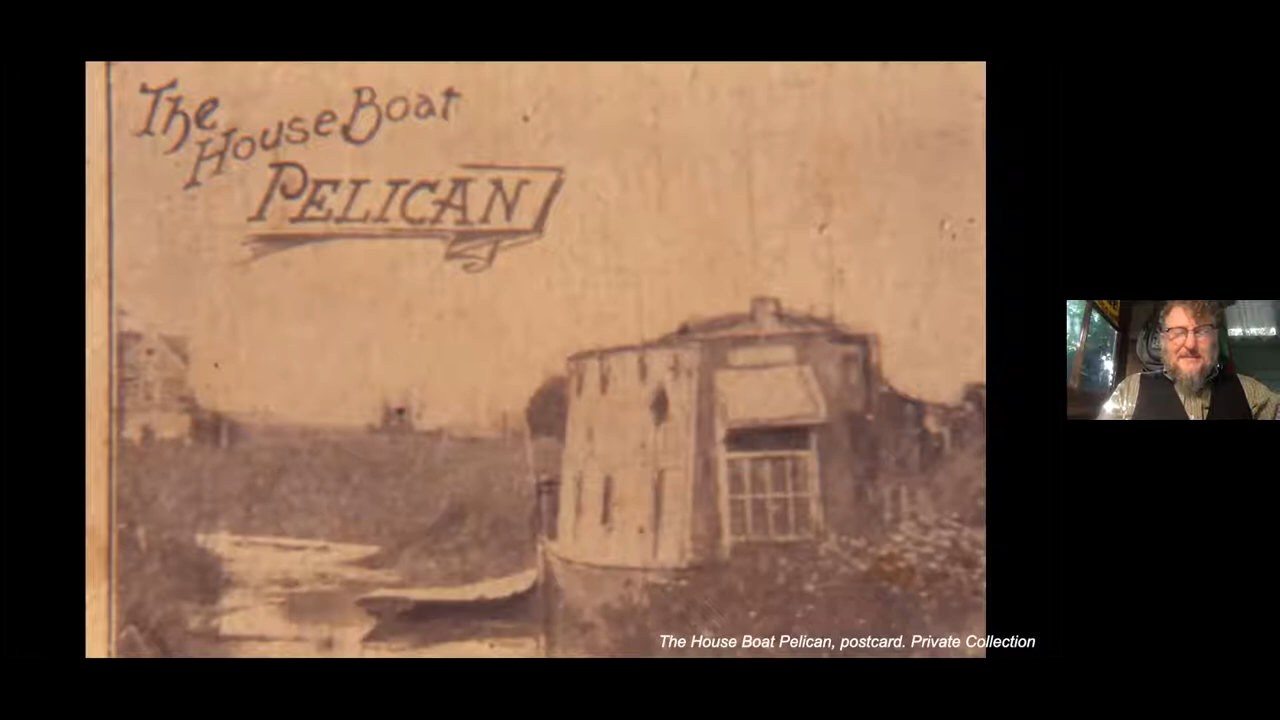 The
House Boat
PELICAN
The House Boat Pelican, postcard. Private Collection